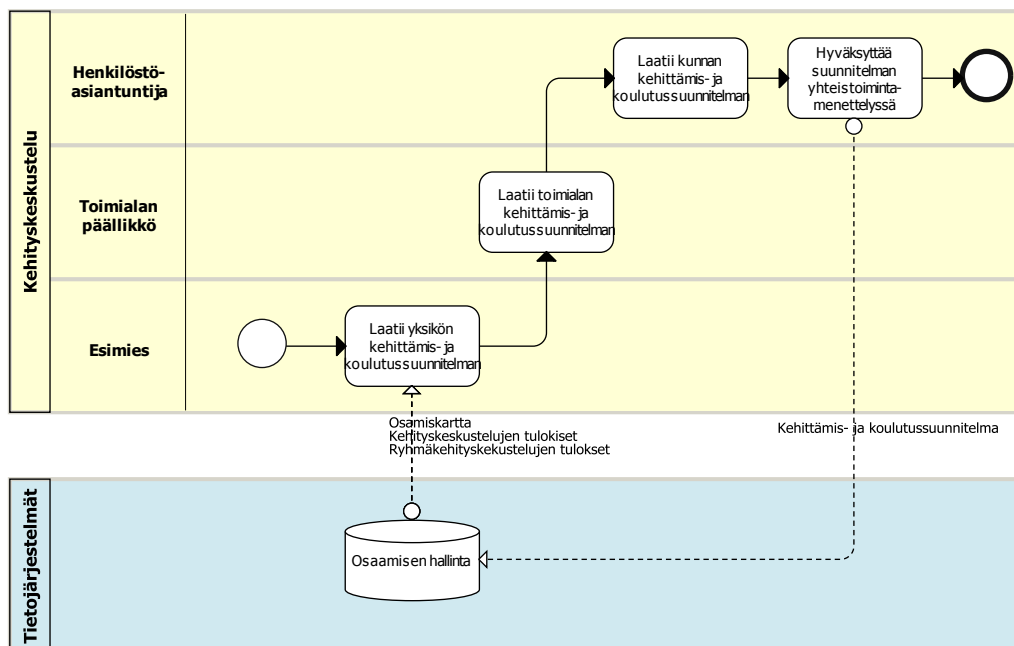 Kehityskeskustelu
Henkilöstö-
asiantuntija
Laatii kunnan
kehittämis- ja
koulutussuunnitelman
Hyväksyttää
suunnitelman
yhteistoiminta-
menettelyssä
Toimialan
päällikkö
Laatii toimialan
kehittämis- ja
koulutussuunnitelman
Esimies
Laatii yksikön
kehittämis- ja
koulutussuunnitelman
Osamiskartta
Kehityskeskustelujen tulokiset
Ryhmäkehityskekustelujen tulokset
Kehittämis- ja koulutussuunnitelma
Tietojärjestelmät
Osaamisen hallinta